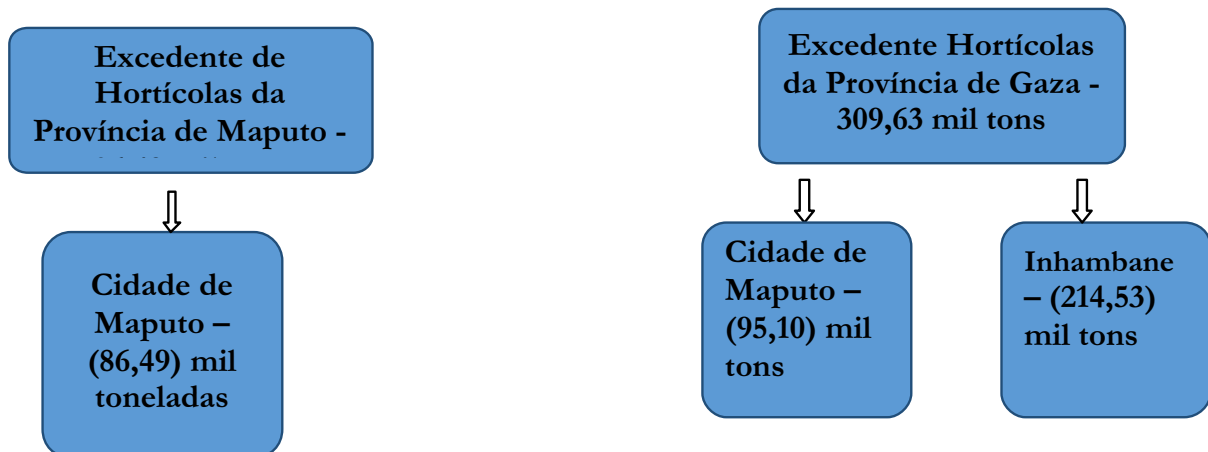 Excedente de
Hortícolas da
Província de Maputo -
Cidade de
Maputo –
(86,49) mil
toneladas
Excedente Hortícolas
da Província de Gaza -
309,63 mil tons
Cidade de
Maputo –
(95,10) mil
tons
Inhambane
– (214,53)
mil tons